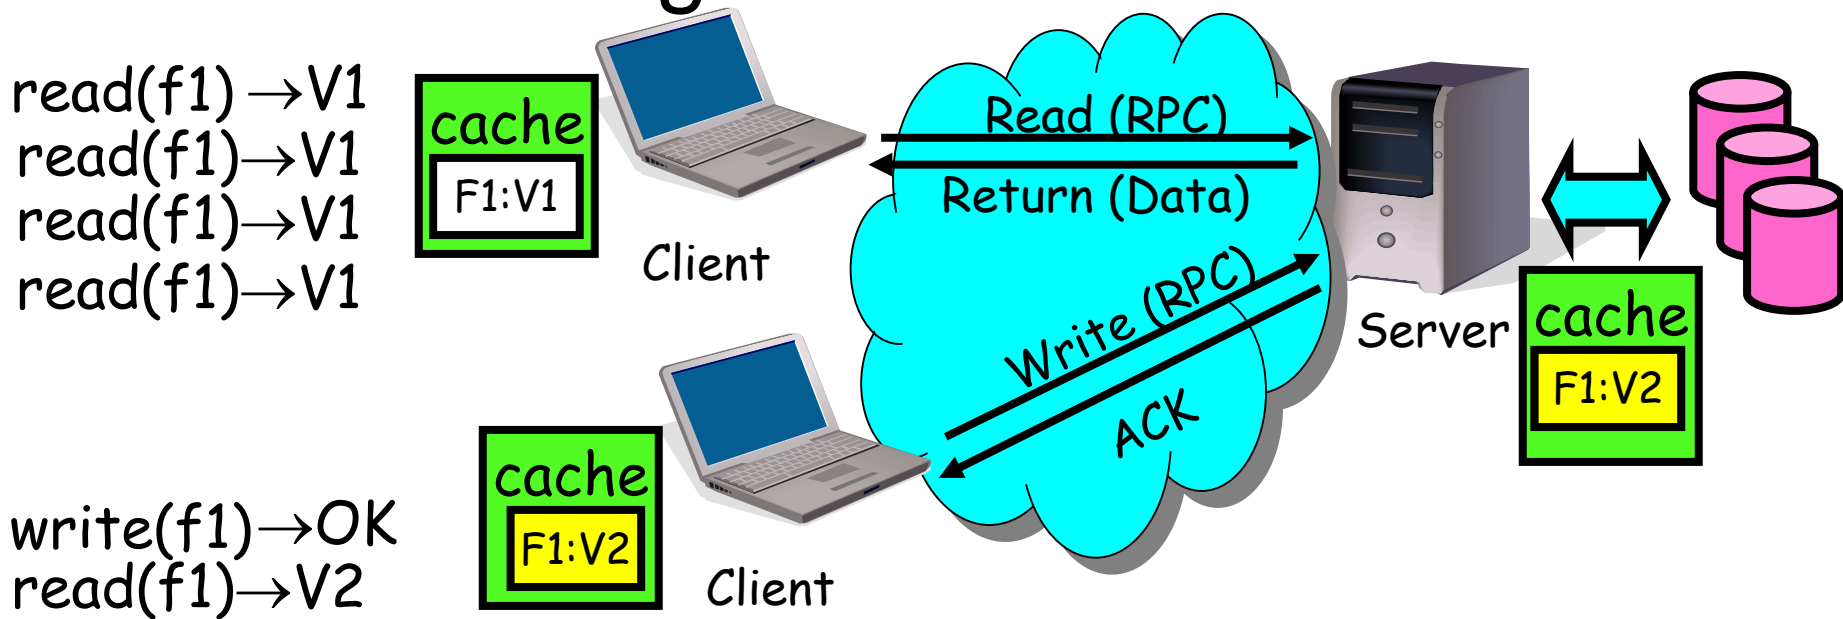 read(f1)→V1
read(f1)→V1
read(f1)→V1
read(f1)→V1
cache
F1:V1
Client
Read (RPC)
Return (Data)
Write (RPC)
ACK
Server
cache
F1:V2
write(f1)→OK
read(f1)→V2
cache
F1:V2
Client